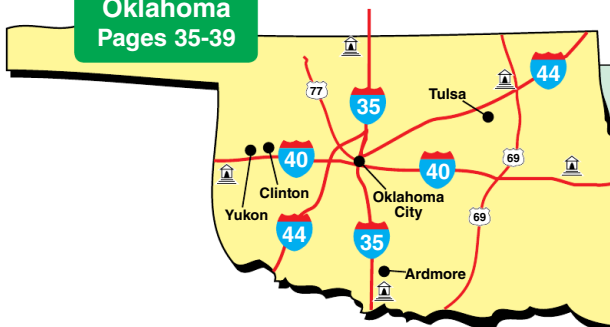 Oklahoma
Pages 35-39
44
Tulsa
77
35
69
40
40
Clinton
Oklahoma
City
Yukon
69
44
35
Ardmore